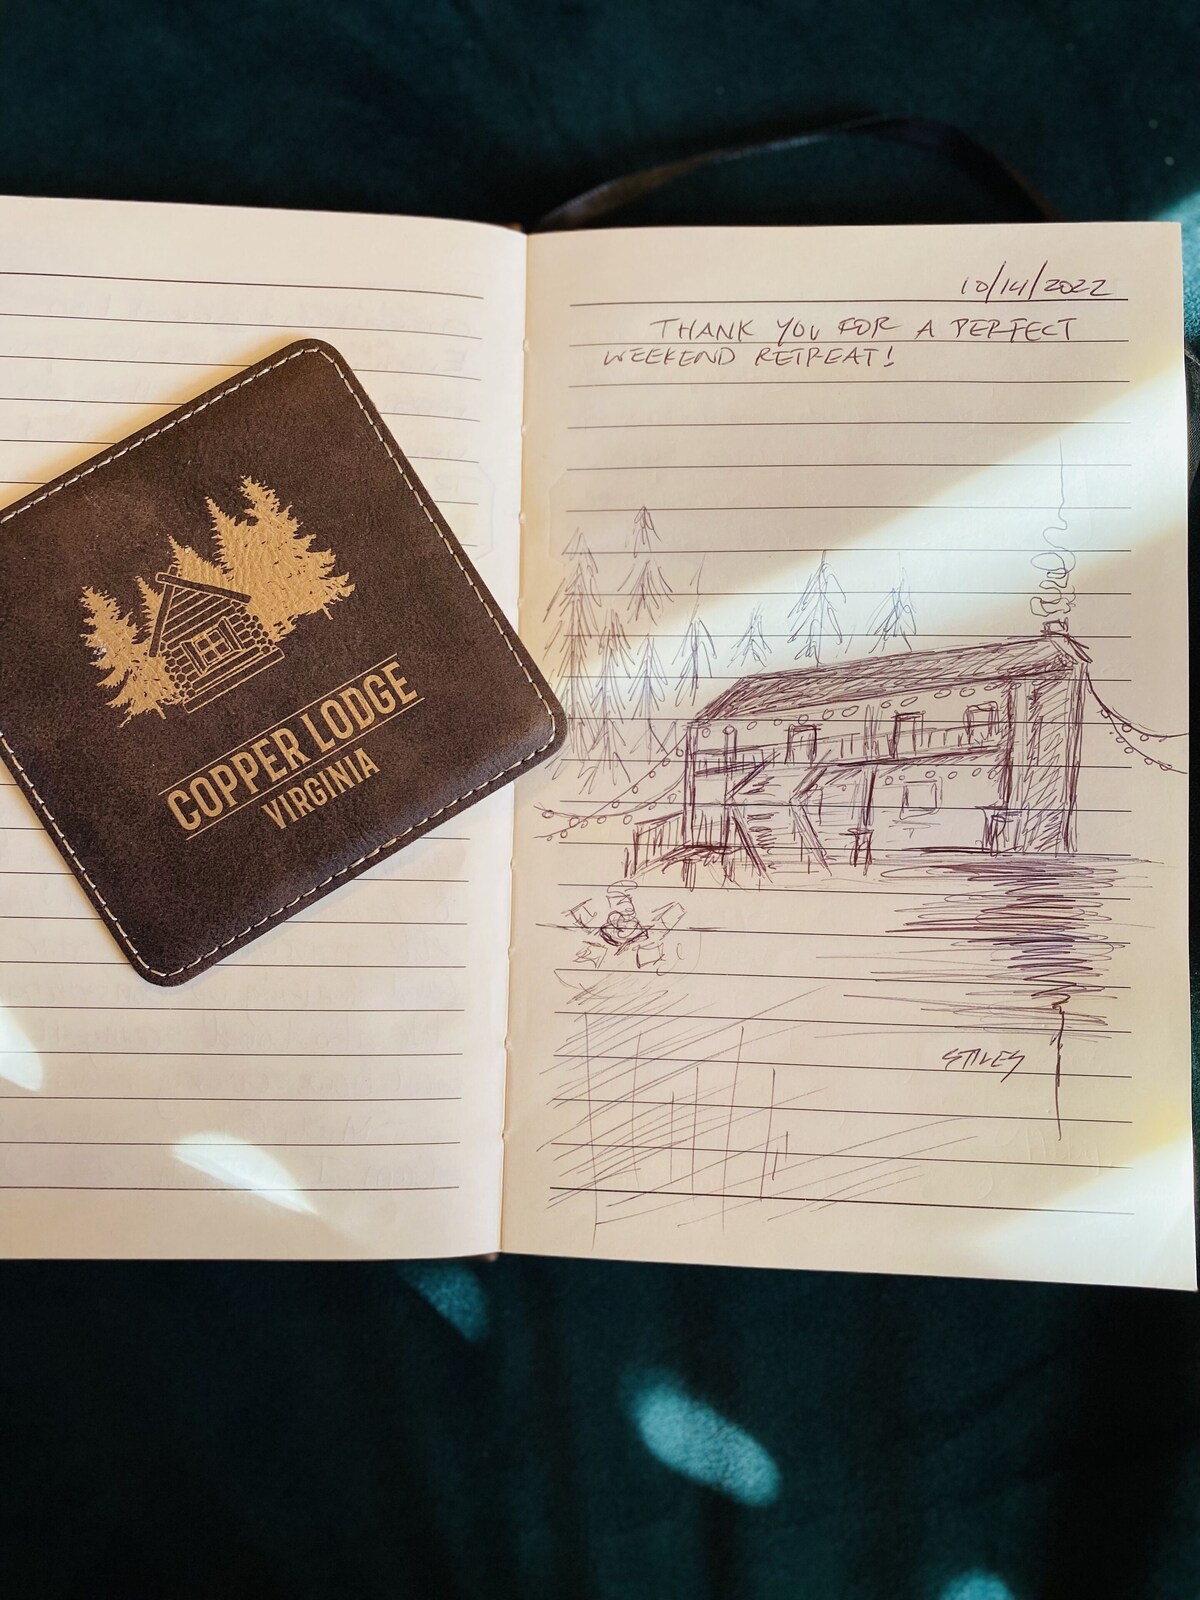 COPPER LODGE
VIRGINIA
10/14/2022
THANK YOU FOR A PERFECT
WEEKEND RETREAT!
STILES